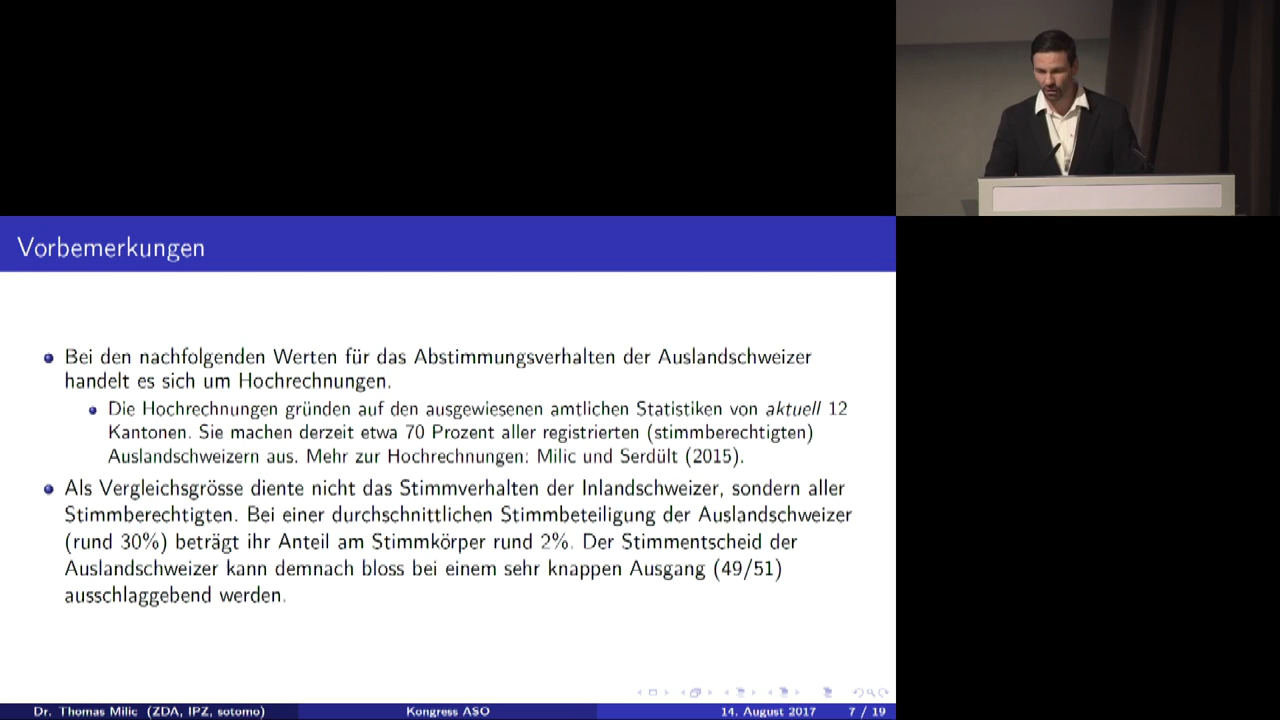 Vorbemerkungen
Bei den nachfolgenden Werten für das Abstimmungsverhalten der Auslandschweizer
handelt es sich um Hochrechnungen.
Die Hochrechnungen gründen auf den ausgewiesenen amtlichen Statistiken von aktuell 12
Kantonen. Sie machen derzeit etwa 70 Prozent aller registrierten (stimmberechtigten)
Auslandschweizern aus. Mehr zur Hochrechnungen: Milic und Serdült (2015).
Als Vergleichsgrösse diente nicht das Stimmverhalten der Inlandschweizer, sondern aller
Stimmberechtigten. Bei einer durchschnittlichen Stimmbeteiligung der Auslandschweizer
(rund 30%) beträgt ihr Anteil am Stimmkörper rund 2%. Der Stimmentscheid der
Auslandschweizer kann demnach bloss bei einem sehr knappen Ausgang (49/51)
ausschlaggebend werden.
Dr. Thomas Milic (ZDA, IPZ, sotomo) Kongress ASO 14. August 2017 7 / 19